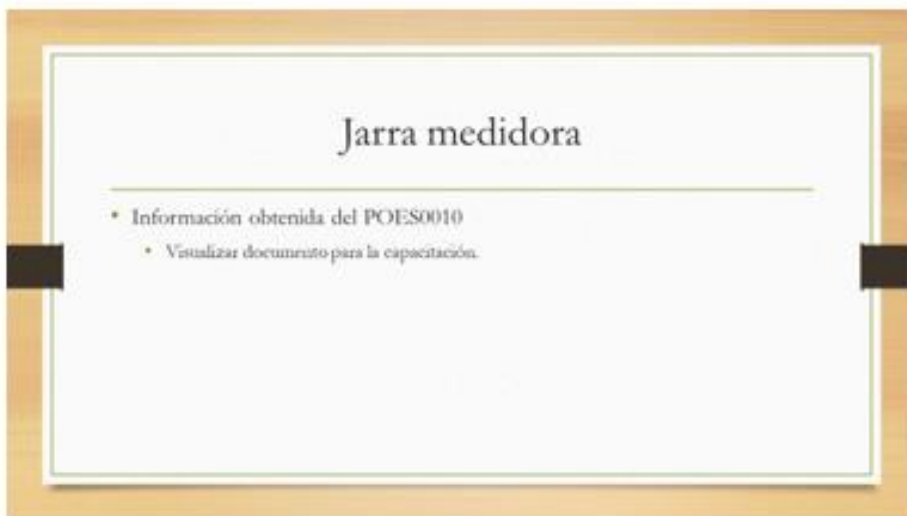 Jarra medidora
Información obtenida del POES0010
Visualizar documento para la capacitación.